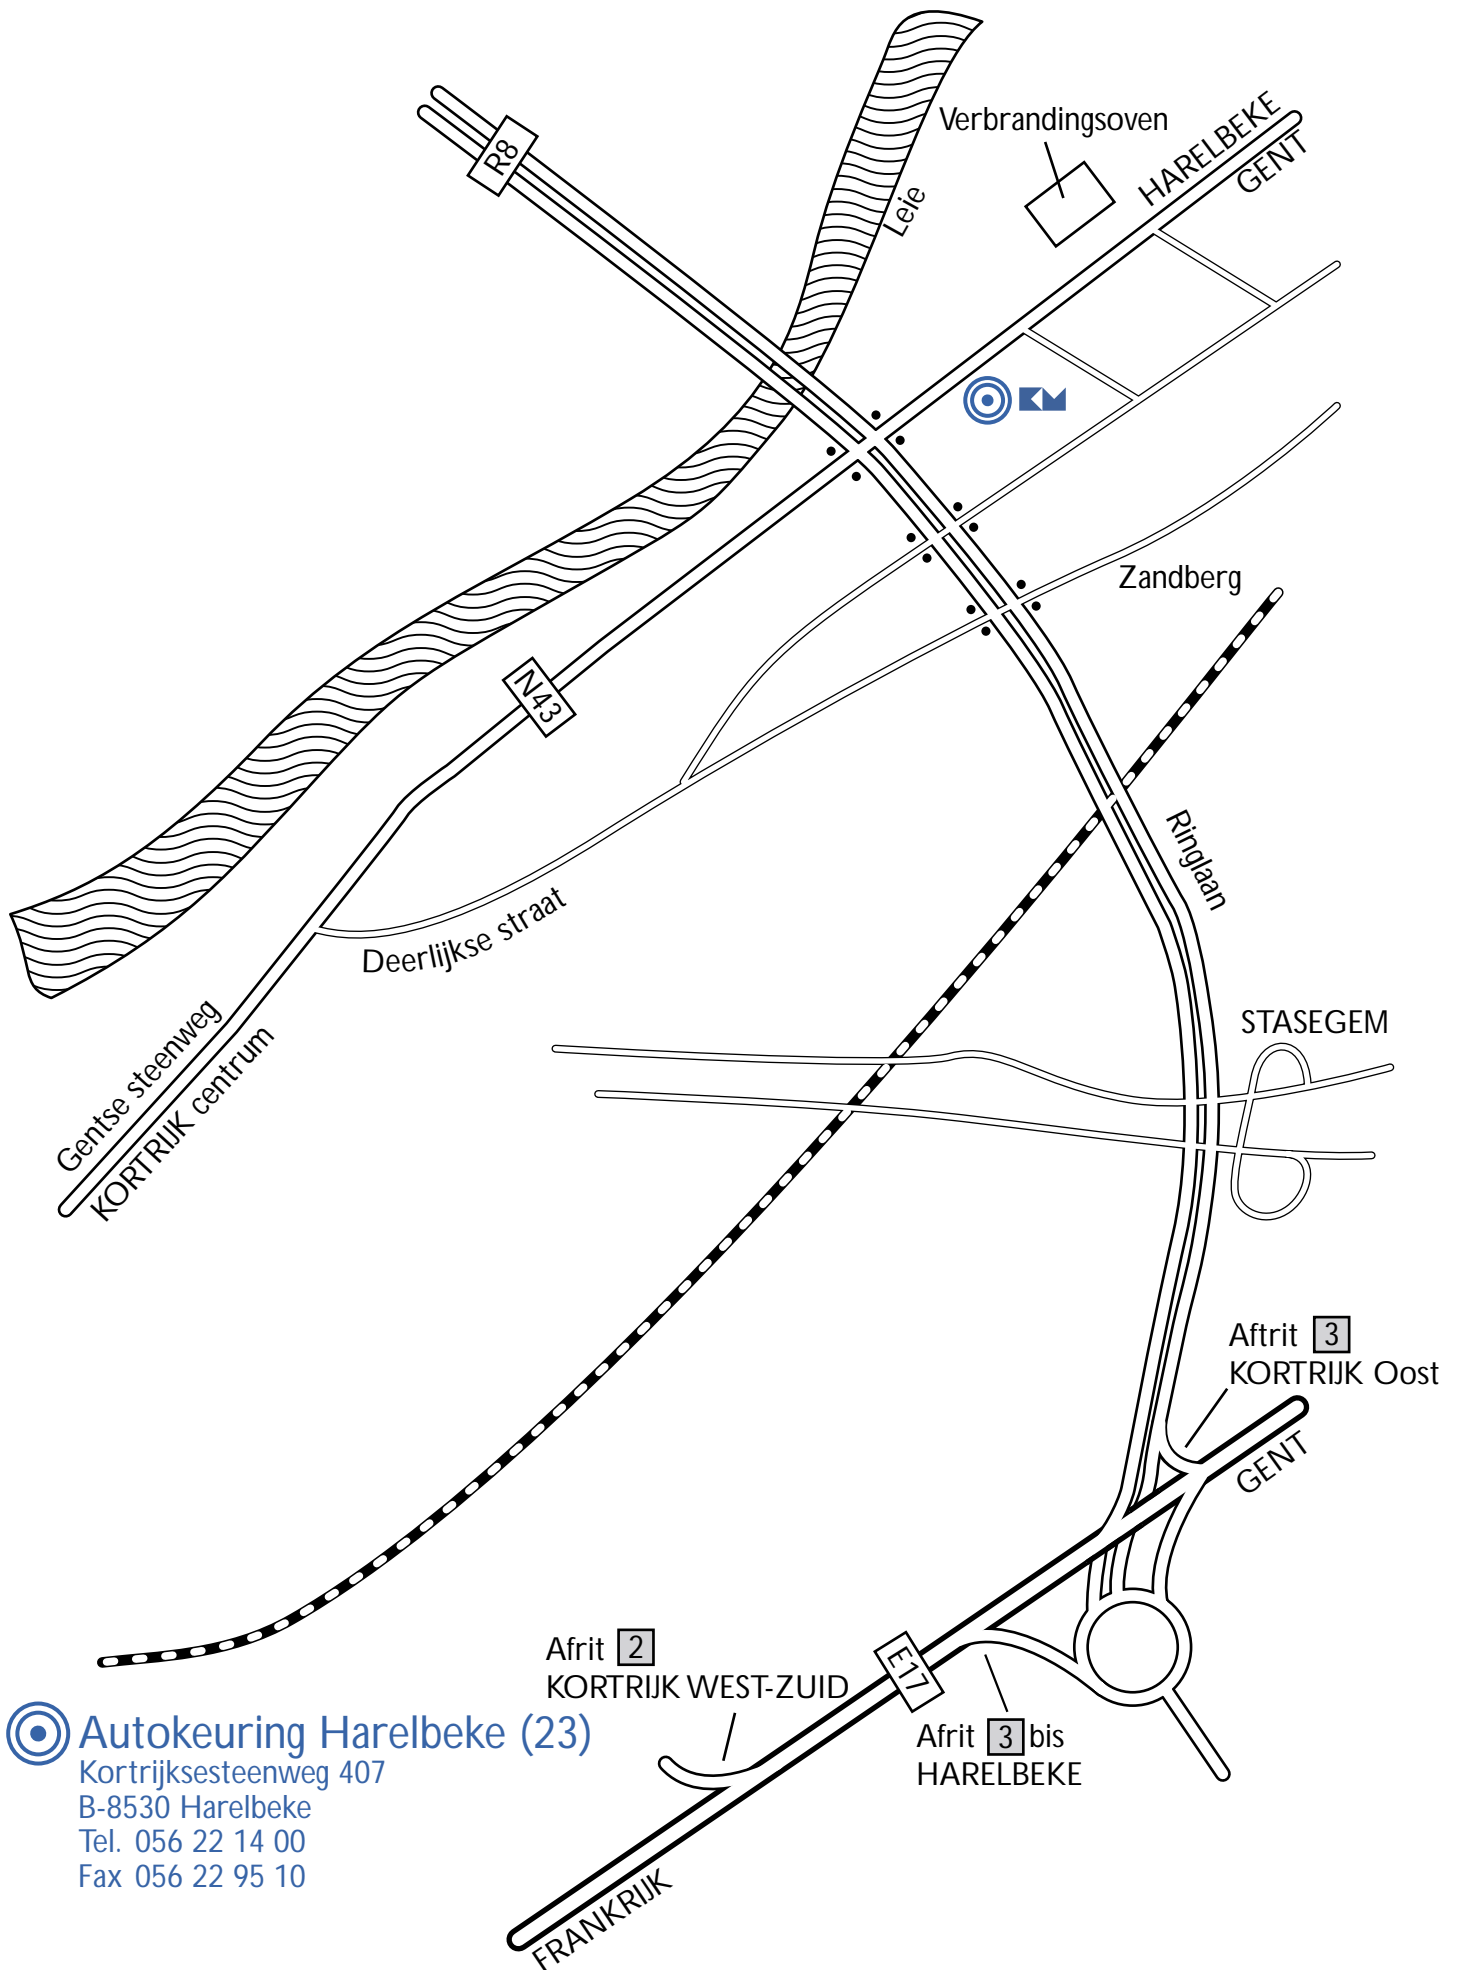 R8
Verbrandingsoven
HARELBEKE
GENT
Leie
KM
Zandberg
N43
Ringlaan
Deerlijkse straat
STASEGEM
Gentse steenweg
KORTRIJK centrum
Aftrit 3
KORTRIJK Oost
GENT
Afrit 2
KORTRIJK WEST-ZUID
E17
Afrit 3 bis
HARELBEKE
FRANKRIJK
Autokeuring Harelbeke (23)
Kortrijksesteenweg 407
B-8530 Harelbeke
Tel. 056 22 14 00
Fax 056 22 95 10